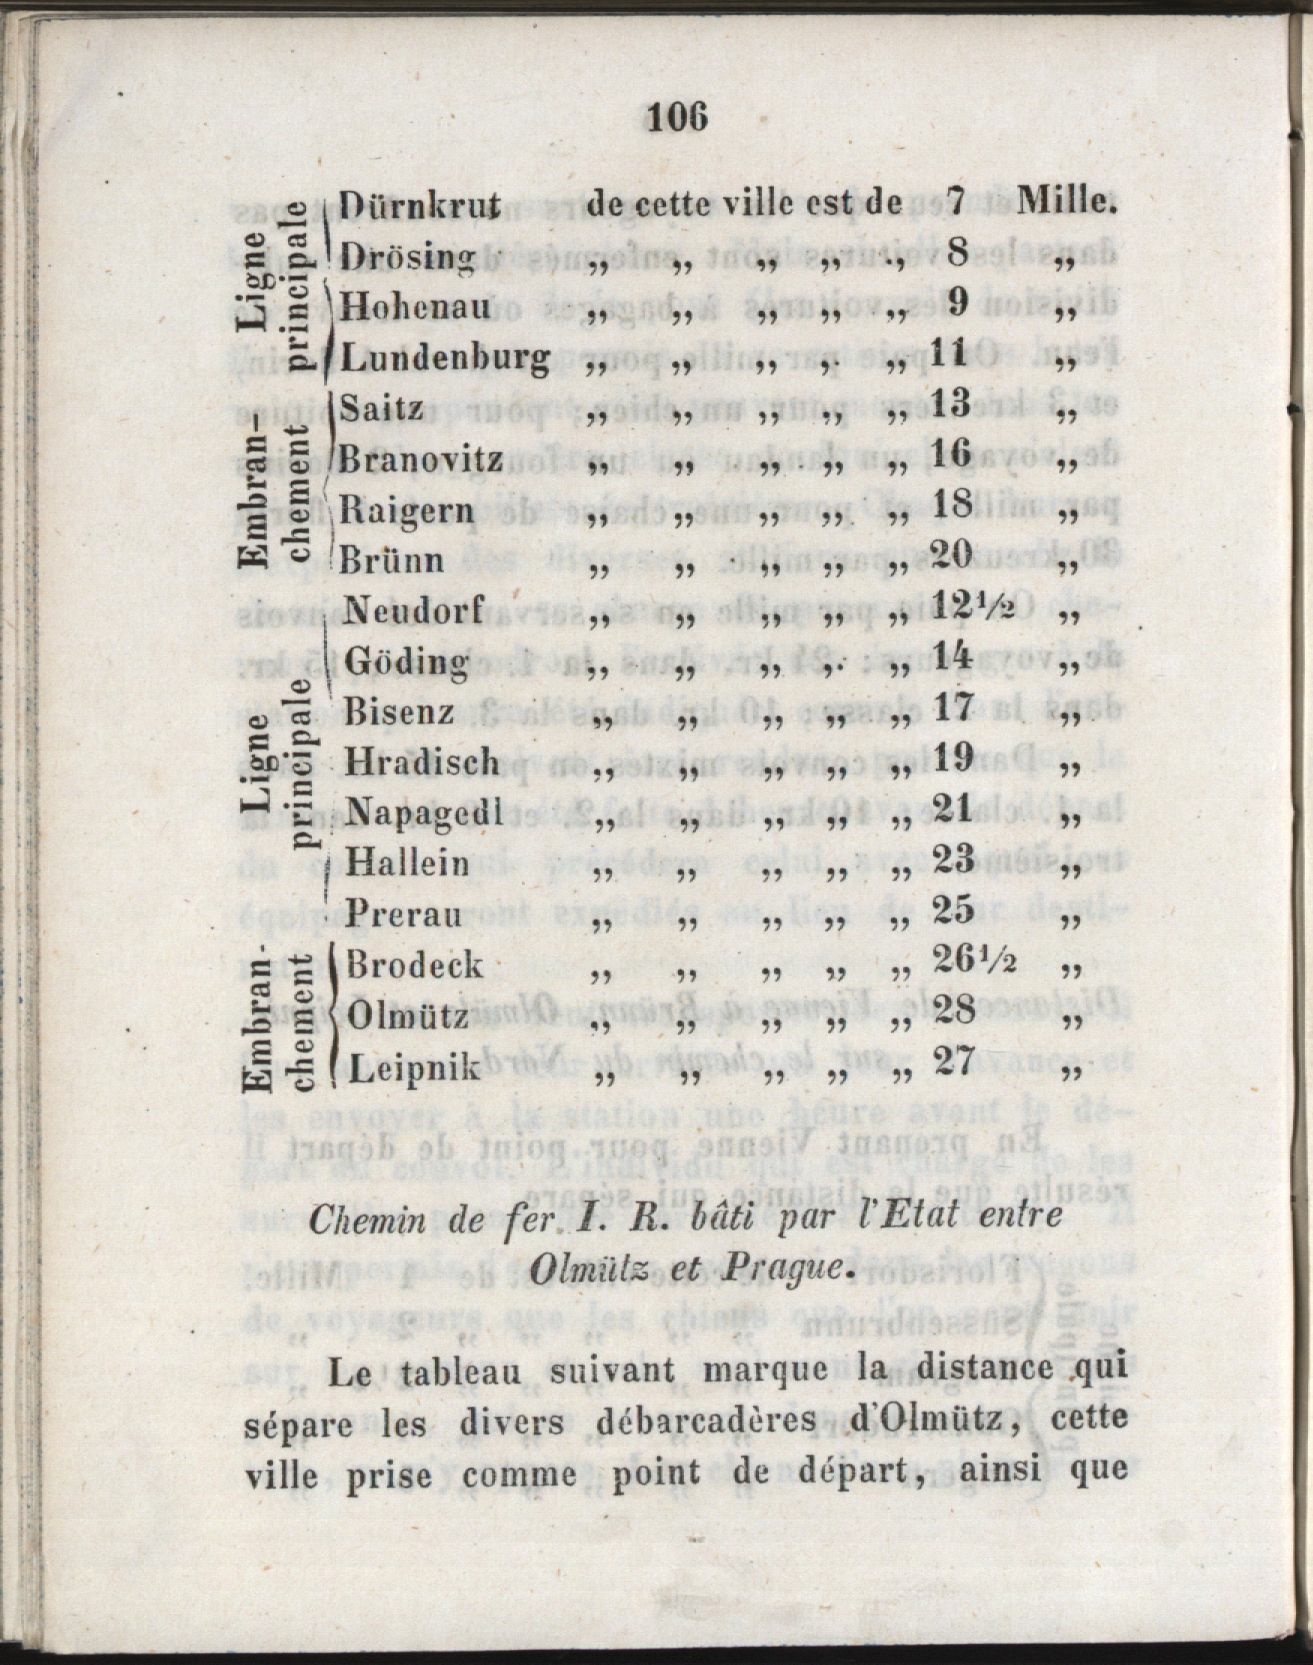 106
Ligne principale
Dürnkrut de cette ville est de 7 Mille.
Drösing „ „ „ „ „ 8 „
Hohenau „ „ „ „ „ 9 „
Lundenburg „ „ „ „ „ 11 „
Embran-
chement
Saitz „ „ „ „ „ 13 „
Branovitz „ „ „ „ „ 16 „
Raigern „ „ „ „ „ 18 „
Brünn „ „ „ „ „ 20 „
Ligne principale
Neudorf „ „ „ „ „ 12½ „
Göding „ „ „ „ „ 14 „
Bisenz „ „ „ „ „ 17 „
Hradisch „ „ „ „ „ 19 „
Napagedl „ „ „ „ „ 21 „
Hallein „ „ „ „ „ 23 „
Prerau „ „ „ „ „ 25 „
Embran-
chement
Brodeck „ „ „ „ „ 26½ „
Olmütz „ „ „ „ „ 28 „
Leipnik „ „ „ „ „ 27 „
Chemin de fer I. R. bâti par l'Etat entre
Olmütz et Prague.
Le tableau suivant marque la distance qui
sépare les divers débarcadères d'Olmütz, cette
ville prise comme point de départ, ainsi que